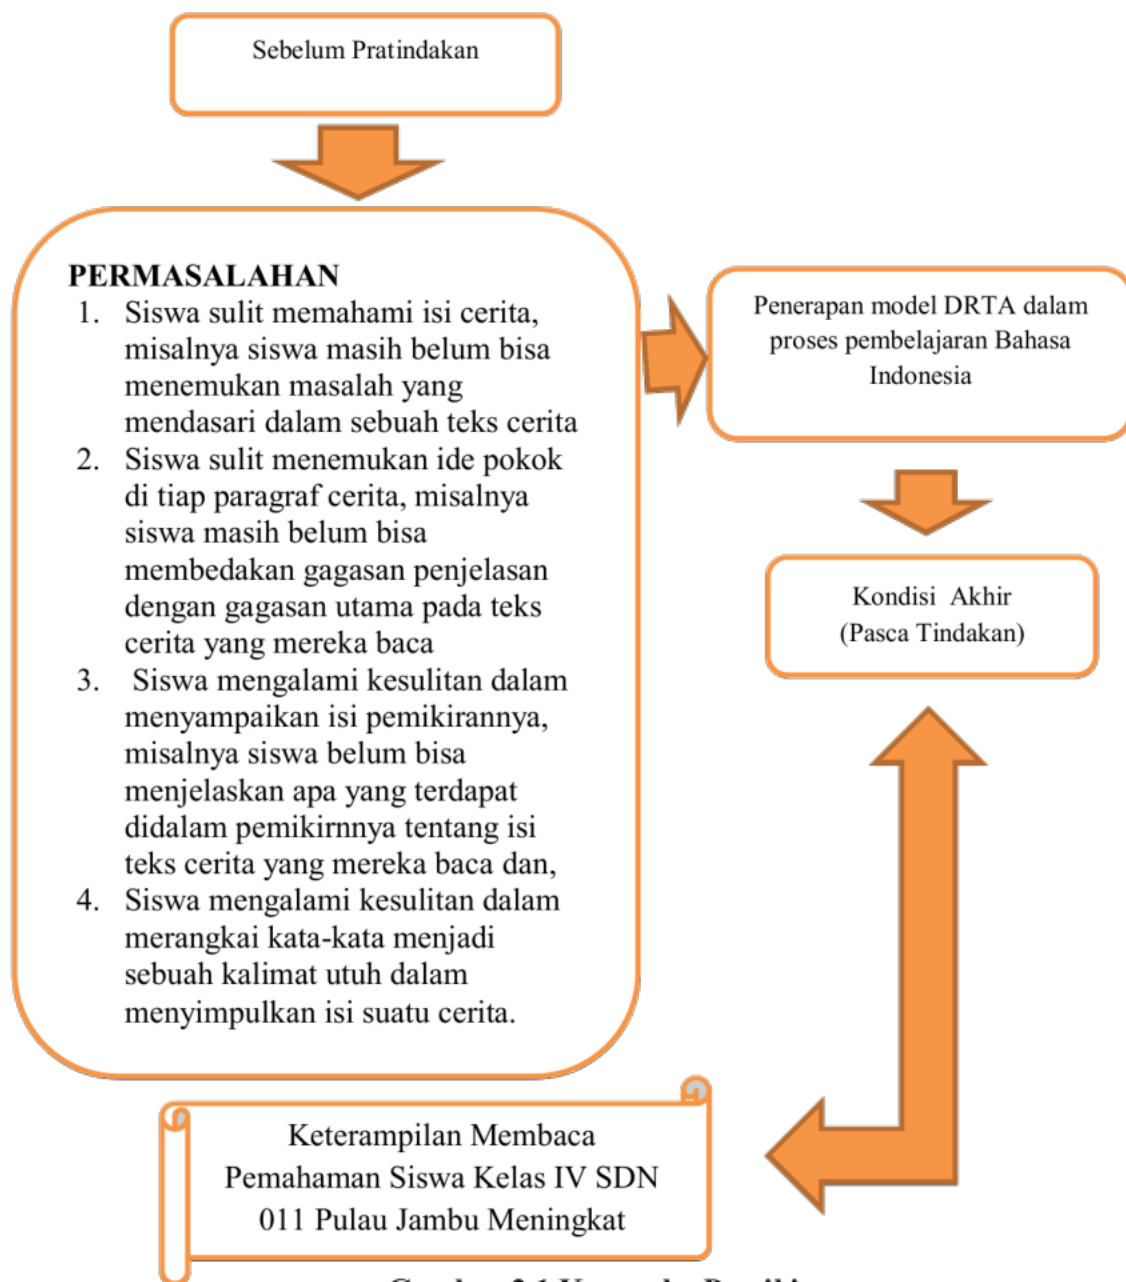 Sebelum Pratindakan
PERMASALAHAN
1. Siswa sulit memahami isi cerita,
misalnya siswa masih belum bisa
menemukan masalah yang
mendasari dalam sebuah teks cerita
2. Siswa sulit menemukan ide pokok
di tiap paragraf cerita, misalnya
siswa masih belum bisa
membedakan gagasan penjelasan
dengan gagasan utama pada teks
cerita yang mereka baca
3. Siswa mengalami kesulitan dalam
menyampaikan isi pemikirannya,
misalnya siswa belum bisa
menjelaskan apa yang terdapat
didalam pemikirnnya tentang isi
teks cerita yang mereka baca dan,
4. Siswa mengalami kesulitan dalam
merangkai kata-kata menjadi
sebuah kalimat utuh dalam
menyimpulkan isi suatu cerita.
Penerapan model DRTA dalam
proses pembelajaran Bahasa
Indonesia
Kondisi Akhir
(Pasca Tindakan)
Keterampilan Membaca
Pemahaman Siswa Kelas IV SDN
011 Pulau Jambu Meningkat